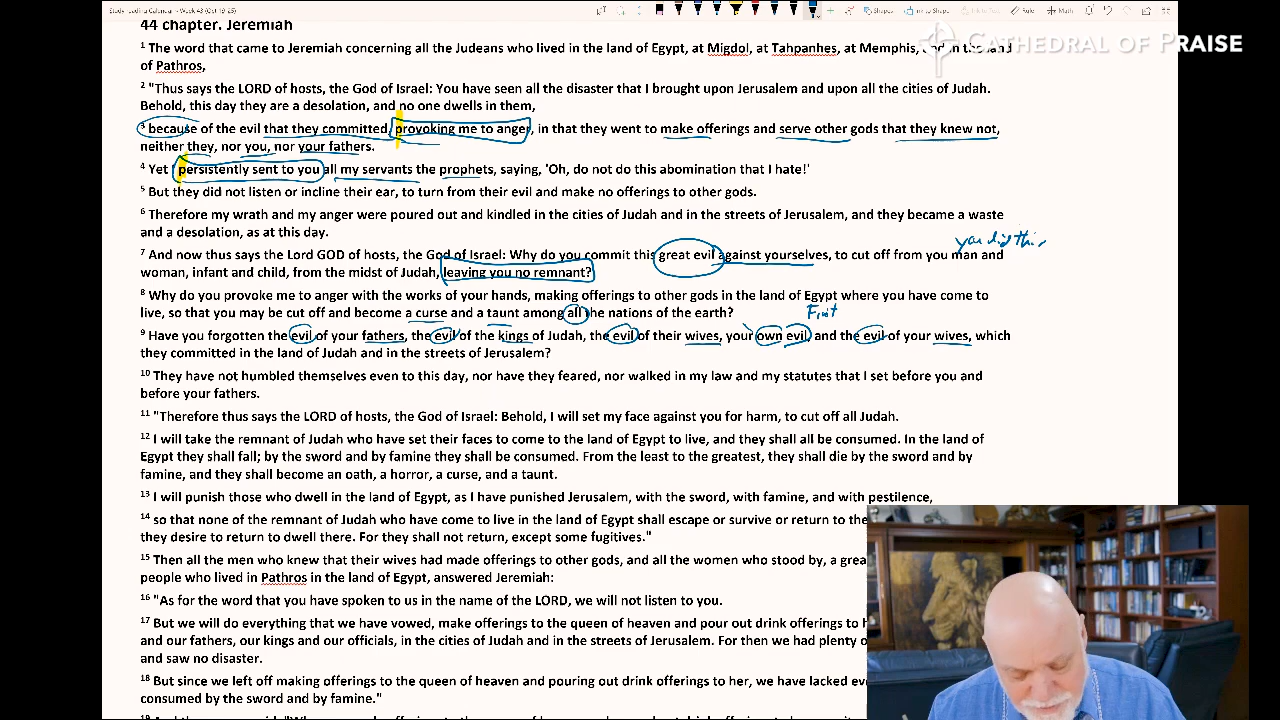 Study Reading Calendar - Week 43 (Oct 19-25)
Shapes
Ink to Shape
Ink to Text
Rule
Math
CATHEDRAL OF PRAISE
44 chapter. Jeremiah
1 The word that came to Jeremiah concerning all the Judeans who lived in the land of Egypt, at Migdol, at Tahpanhes, at Memphis, and in the land
of Pathros,
2 "Thus says the LORD of hosts, the God of Israel: You have seen all the disaster that I brought upon Jerusalem and upon all the cities of Judah.
Behold, this day they are a desolation, and no one dwells in them,
3 because of the evil that they committed, provoking me to anger, in that they went to make offerings and serve other gods that they knew not,
neither they, nor you, nor your fathers.
4 Yet I persistently sent to you all my servants the prophets, saying, 'Oh, do not do this abomination that I hate!'
5 But they did not listen or incline their ear, to turn from their evil and make no offerings to other gods.
6 Therefore my wrath and my anger were poured out and kindled in the cities of Judah and in the streets of Jerusalem, and they became a waste
and a desolation, as at this day.
you did this
7 And now thus says the Lord GOD of hosts, the God of Israel: Why do you commit this great evil against yourselves, to cut off from you man and
woman, infant and child, from the midst of Judah, leaving you no remnant?
8 Why do you provoke me to anger with the works of your hands, making offerings to other gods in the land of Egypt where you have come to
live, so that you may be cut off and become a curse and a taunt among all the nations of the earth?
9 Have you forgotten the evil of your fathers, the evil of the kings of Judah, the evil of their wives, your own evil, and the evil of your wives, which
they committed in the land of Judah and in the streets of Jerusalem?
10 They have not humbled themselves even to this day, nor have they feared, nor walked in my law and my statutes that I set before you and
before your fathers.
11 "Therefore thus says the LORD of hosts, the God of Israel: Behold, I will set my face against you for harm, to cut off all Judah.
12 I will take the remnant of Judah who have set their faces to come to the land of Egypt to live, and they shall all be consumed. In the land of
Egypt they shall fall; by the sword and by famine they shall be consumed. From the least to the greatest, they shall die by the sword and by
famine, and they shall become an oath, a horror, a curse, and a taunt.
13 I will punish those who dwell in the land of Egypt, as I have punished Jerusalem, with the sword, with famine, and with pestilence,
14 so that none of the remnant of Judah who have come to live in the land of Egypt shall escape or survive or return to the
they desire to return to dwell there. For they shall not return, except some fugitives."
15 Then all the men who knew that their wives had made offerings to other gods, and all the women who stood by, a grea
people who lived in Pathros in the land of Egypt, answered Jeremiah:
16 "As for the word that you have spoken to us in the name of the LORD, we will not listen to you.
17 But we will do everything that we have vowed, make offerings to the queen of heaven and pour out drink offerings to h
and our fathers, our kings and our officials, in the cities of Judah and in the streets of Jerusalem. For then we had plenty o
and saw no disaster.
18 But since we left off making offerings to the queen of heaven and pouring out drink offerings to her, we have lacked ev
consumed by the sword and by famine."